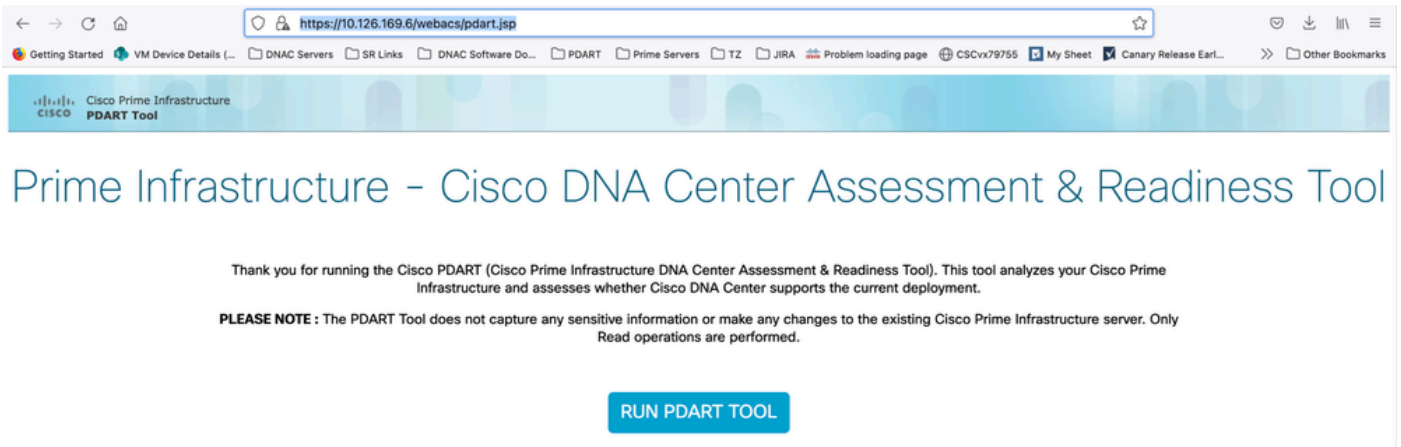 https://10.126.169.6/webacs/pdart.jsp
Getting Started VM Device Details (... DNAC Servers SR Links DNAC Software Do... PDART Prime Servers TZ JIRA Problem loading page CSCvx79755 My Sheet Canary Release Earl... Other Bookmarks
Cisco Prime Infrastructure
CISCO PDART Tool
Prime Infrastructure - Cisco DNA Center Assessment & Readiness Tool
Thank you for running the Cisco PDART (Cisco Prime Infrastructure DNA Center Assessment & Readiness Tool). This tool analyzes your Cisco Prime
Infrastructure and assesses whether Cisco DNA Center supports the current deployment.
PLEASE NOTE : The PDART Tool does not capture any sensitive information or make any changes to the existing Cisco Prime Infrastructure server. Only
Read operations are performed.
RUN PDART TOOL